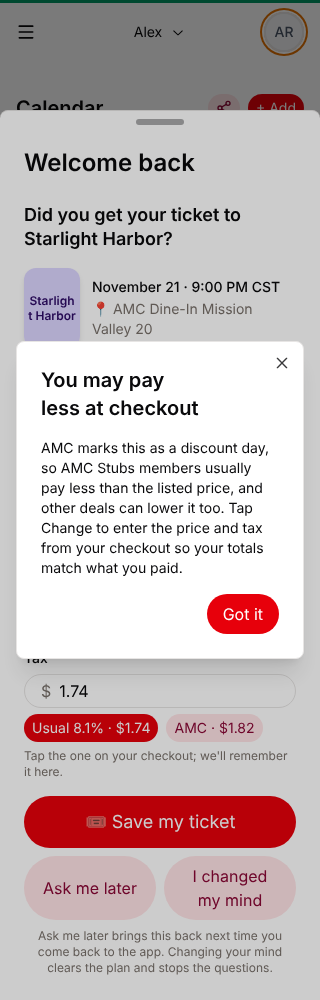 Alex
AR
Calendar
+ Add
Welcome back
Did you get your ticket to
Starlight Harbor?
Starligh
t Harbor
November 21 · 9:00 PM CST
📍 AMC Dine-In Mission
Valley 20
You may pay
less at checkout
AMC marks this as a discount day,
so AMC Stubs members usually
pay less than the listed price, and
other deals can lower it too. Tap
Change to enter the price and tax
from your checkout so your totals
match what you paid.
Got it
Tax
$ 1.74
Usual 8.1% · $1.74
AMC · $1.82
Tap the one on your checkout; we'll remember
it here.
🎟️ Save my ticket
Ask me later
I changed
my mind
Ask me later brings this back next time you
come back to the app. Changing your mind
clears the plan and stops the questions.